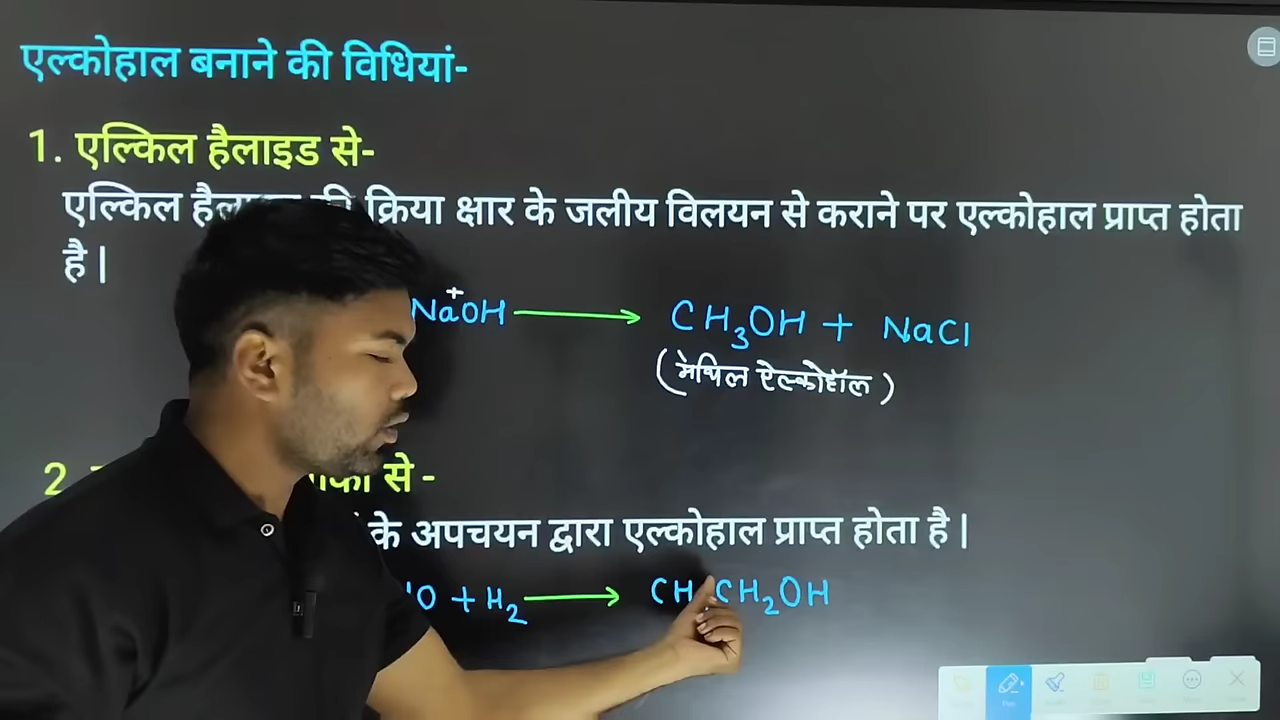 एल्कोहाल बनाने की विधियां-
1. एल्किल हैलाइड से-
एल्किल क्रिया क्षार के जलीय विलयन से कराने पर एल्कोहाल प्राप्त होता
है |
NaOH ⟶ CH₃OH + NaCl
(मेथिल ऐल्कोहॉल)
2 से -
के अपचयन द्वारा एल्कोहाल प्राप्त होता है |
O + H₂ ⟶ CH CH₂OH